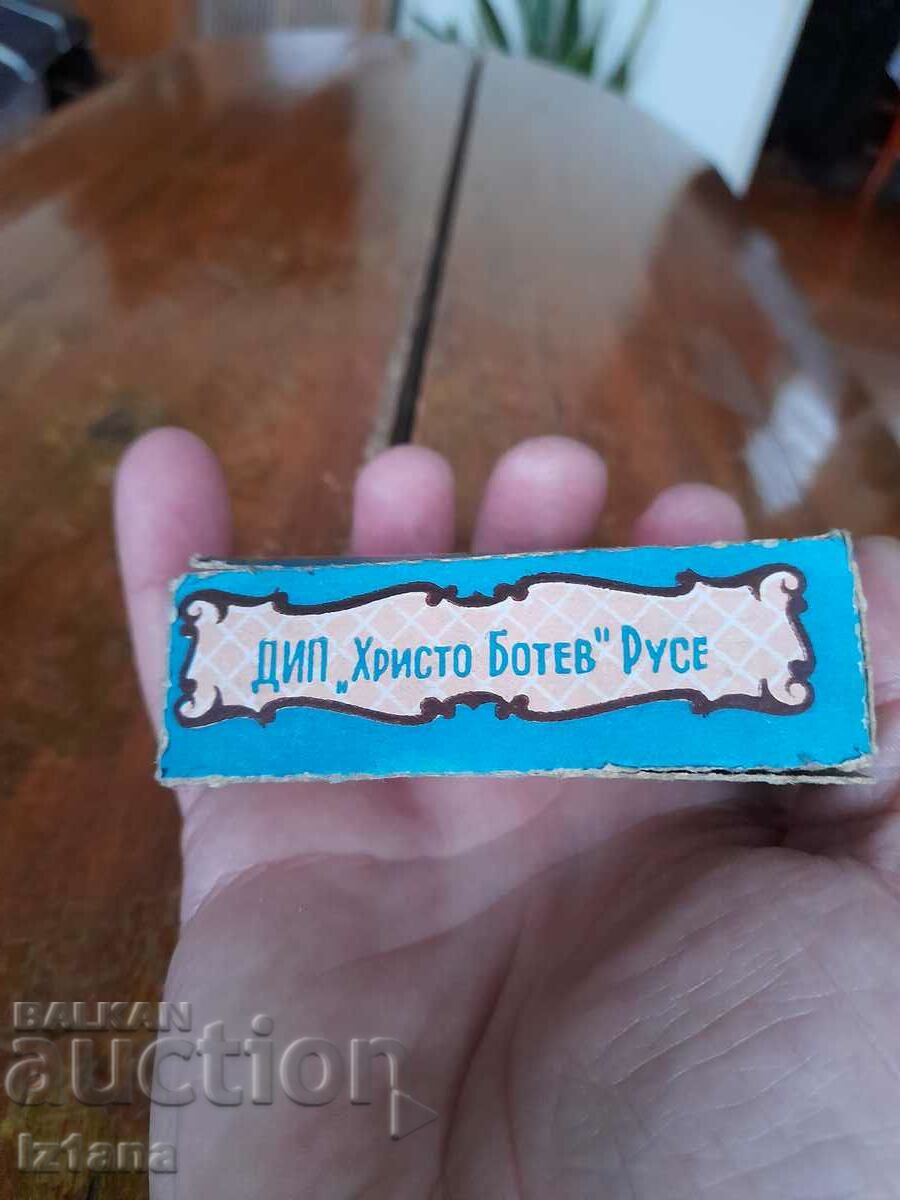 ДИП „Христо Ботев" Русе
BALKAN
auction
Iz1ana